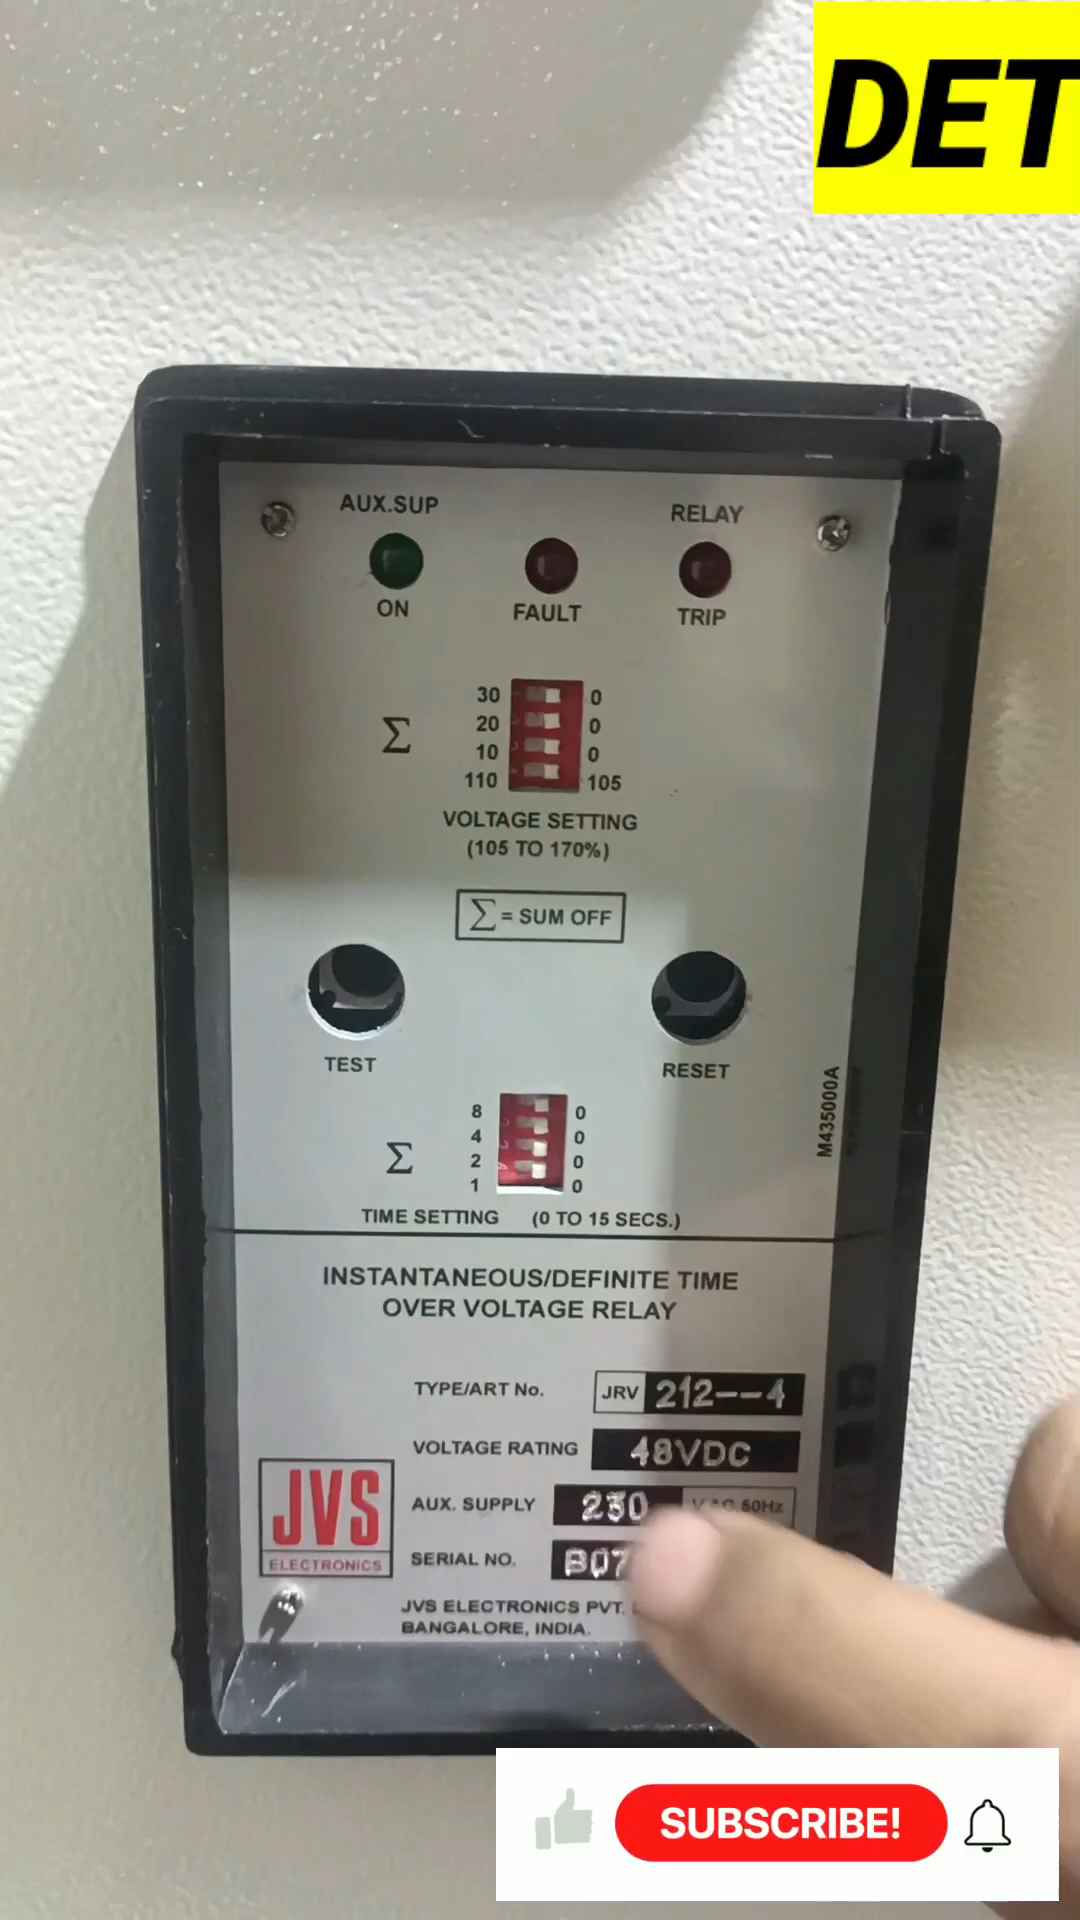 DET
AUX.SUP
RELAY
ON
FAULT
TRIP
30 0
20 0
Σ
10 0
110 105
VOLTAGE SETTING
(105 TO 170%)
Σ = SUM OFF
TEST
RESET
M435000A
8 0
4 0
Σ
2 0
1 0
TIME SETTING (0 TO 15 SECS.)
INSTANTANEOUS/DEFINITE TIME
OVER VOLTAGE RELAY
TYPE/ART No. JRV 212--4
VOLTAGE RATING 48VDC
JVS
ELECTRONICS
AUX. SUPPLY 230 V AC 50Hz
SERIAL NO.
JVS ELECTRONICS PVT.
BANGALORE, INDIA.
SUBSCRIBE!